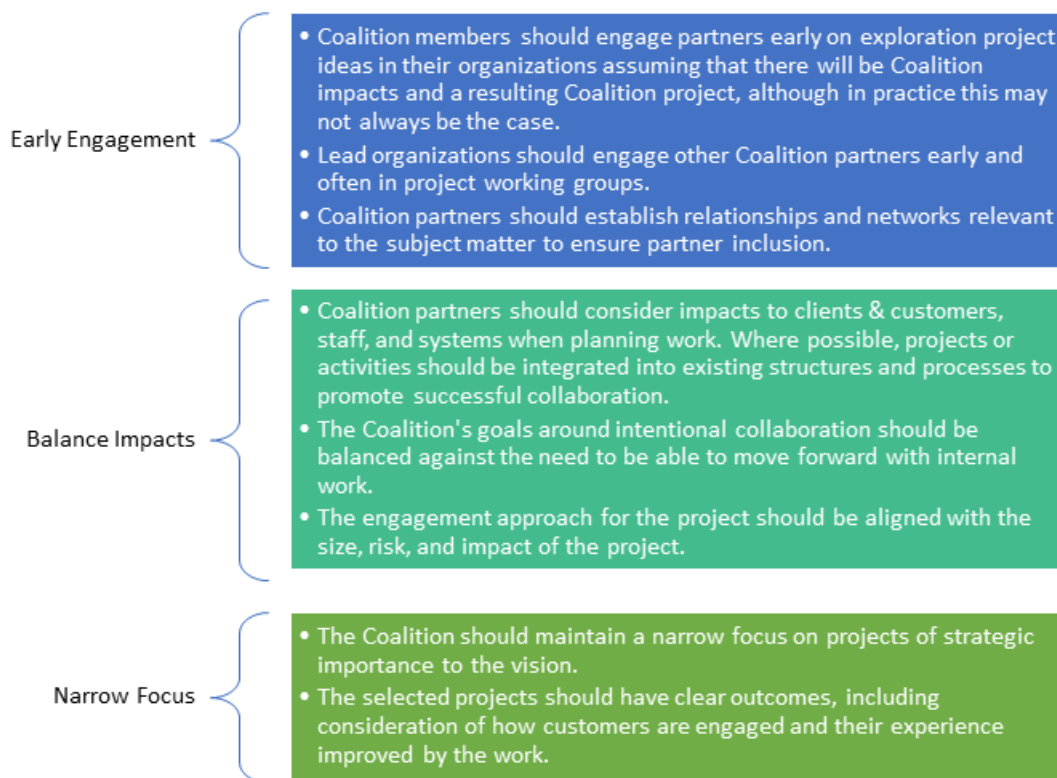 Early Engagement
• Coalition members should engage partners early on exploration project
ideas in their organizations assuming that there will be Coalition
impacts and a resulting Coalition project, although in practice this may
not always be the case.
• Lead organizations should engage other Coalition partners early and
often in project working groups.
• Coalition partners should establish relationships and networks relevant
to the subject matter to ensure partner inclusion.
Balance Impacts
• Coalition partners should consider impacts to clients & customers,
staff, and systems when planning work. Where possible, projects or
activities should be integrated into existing structures and processes to
promote successful collaboration.
• The Coalition's goals around intentional collaboration should be
balanced against the need to be able to move forward with internal
work.
• The engagement approach for the project should be aligned with the
size, risk, and impact of the project.
Narrow Focus
• The Coalition should maintain a narrow focus on projects of strategic
importance to the vision.
• The selected projects should have clear outcomes, including
consideration of how customers are engaged and their experience
improved by the work.